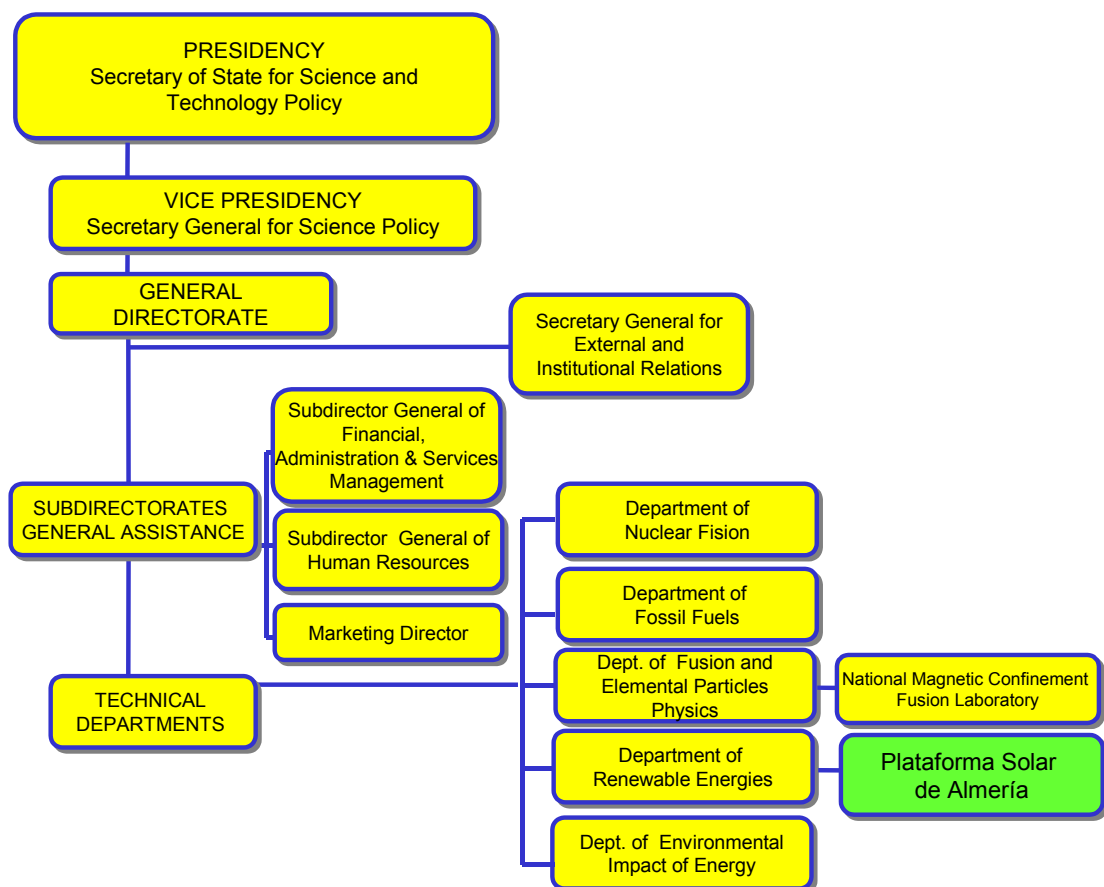 PRESIDENCY
Secretary of State for Science and
Technology Policy
VICE PRESIDENCY
Secretary General for Science Policy
GENERAL
DIRECTORATE
Secretary General for
External and
Institutional Relations
Subdirector General of
Financial,
Administration & Services
Management
SUBDIRECTORATES
GENERAL ASSISTANCE
Subdirector General of
Human Resources
Marketing Director
TECHNICAL
DEPARTMENTS
Department of
Nuclear Fision
Department of
Fossil Fuels
Dept. of Fusion and
Elemental Particles
Physics
National Magnetic Confinement
Fusion Laboratory
Department of
Renewable Energies
Plataforma Solar
de Almería
Dept. of Environmental
Impact of Energy